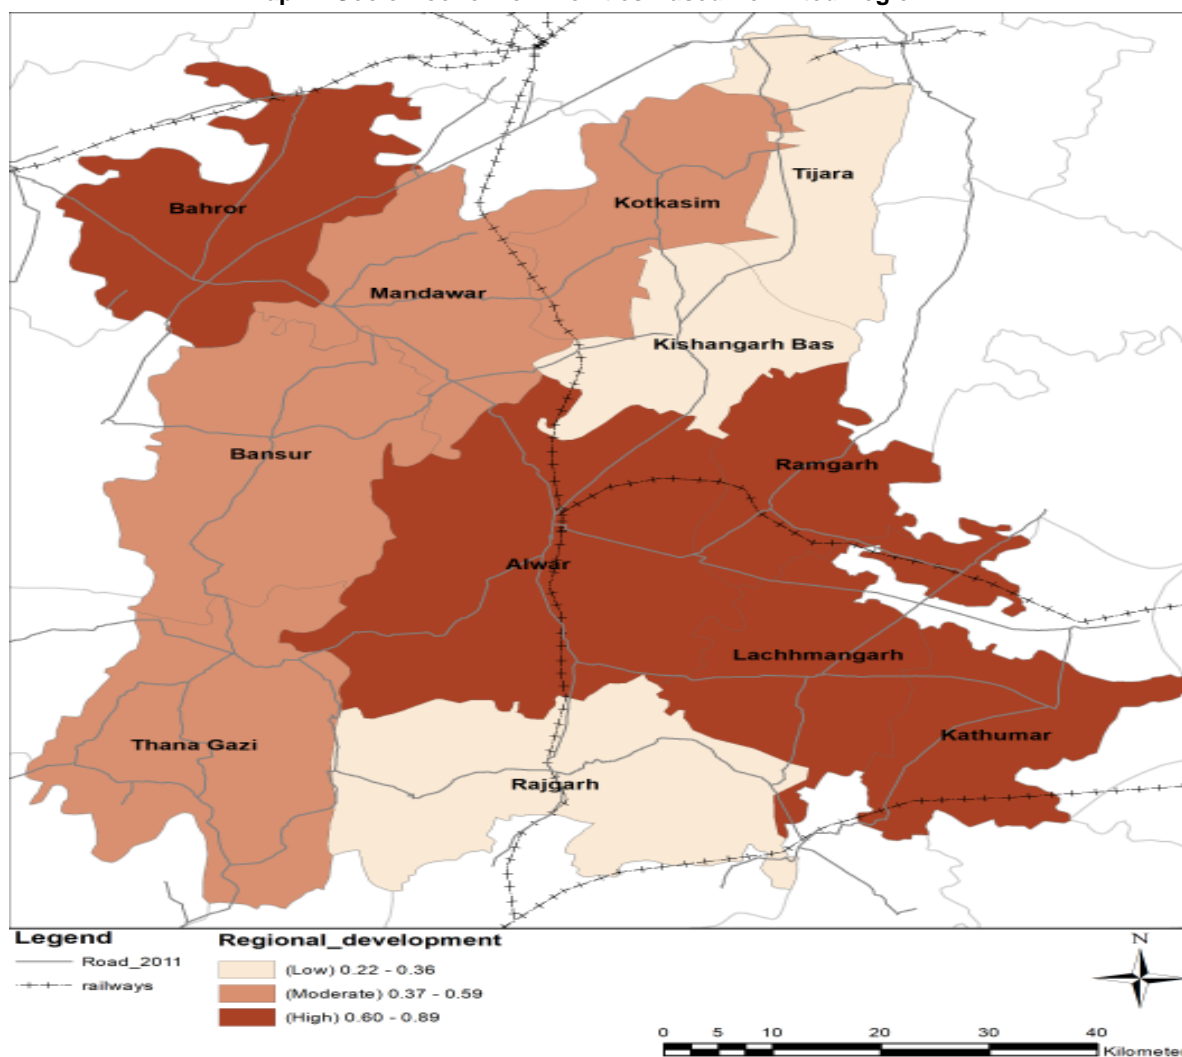 Tijara
Bahror
Kotkasim
Mandawar
Kishangarh Bas
Bansur
Ramgarh
Alwar
Lachhmangarh
Thana Gazi
Kathumar
Rajgarh
Legend
Road_2011
railways
Regional_development
(Low) 0.22 - 0.36
(Moderate) 0.37 - 0.59
(High) 0.60 - 0.89
N
0 5 10 20 30 40
Kilometer